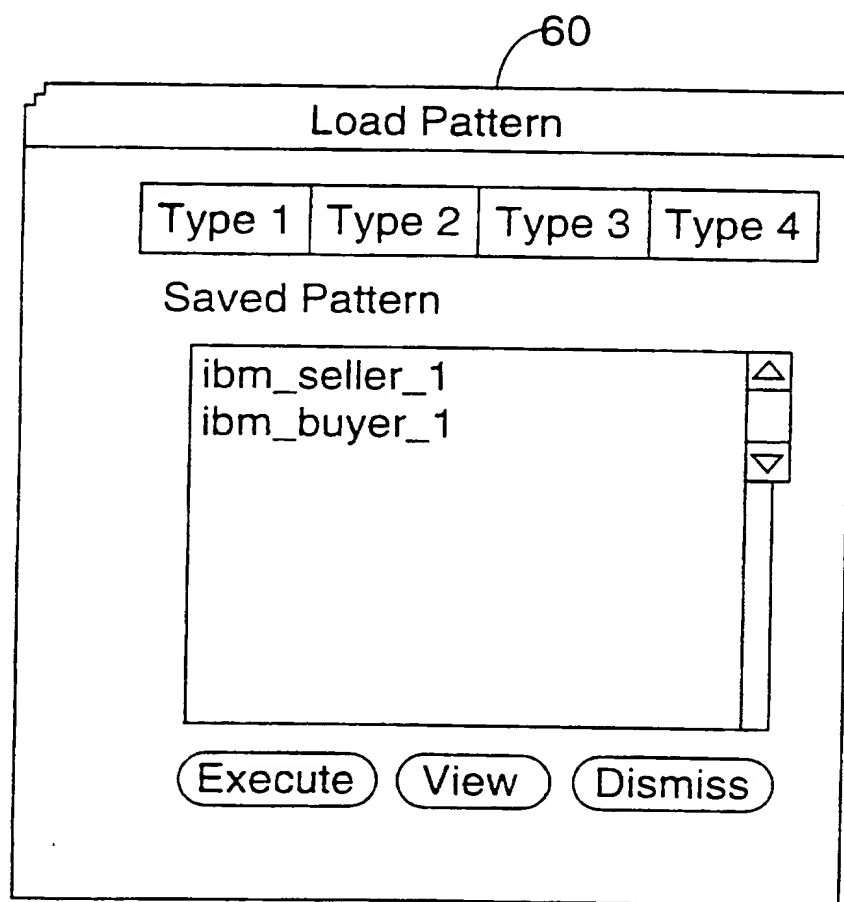 60
Load Pattern
Type 1 Type 2 Type 3 Type 4
Saved Pattern
ibm_seller_1
ibm_buyer_1
Execute View Dismiss